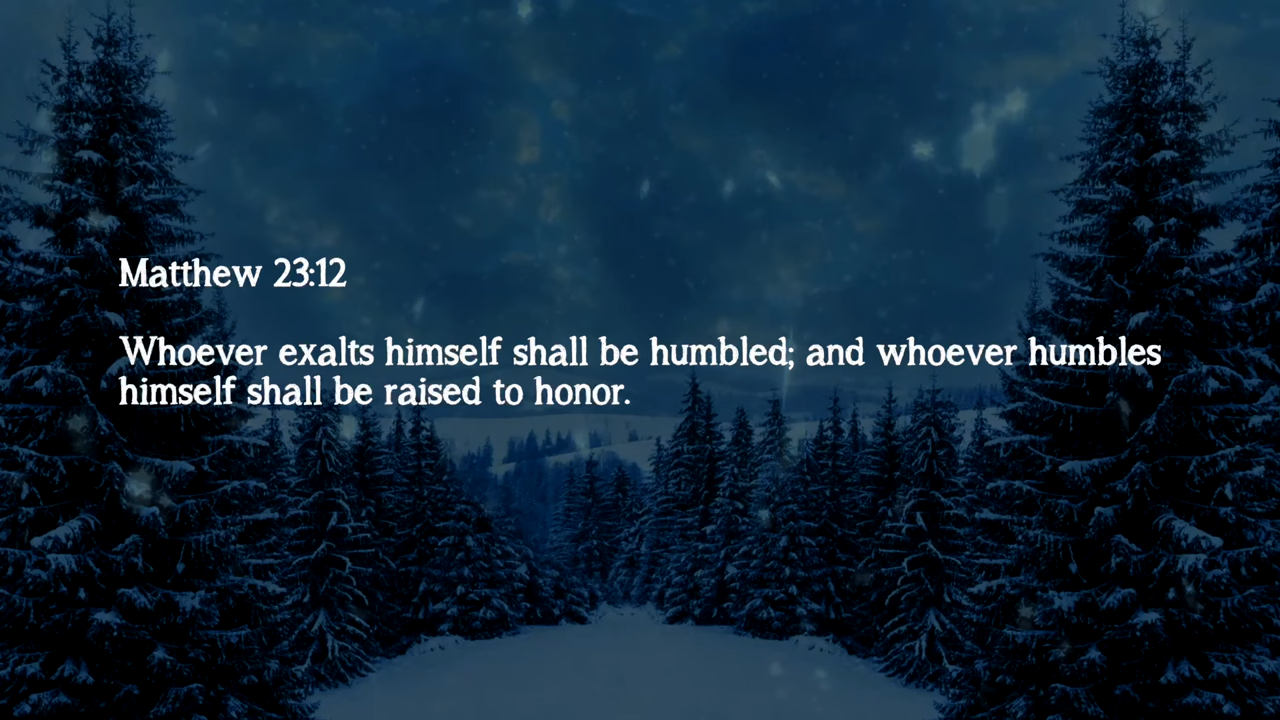 Matthew 23:12
Whoever exalts himself shall be humbled; and whoever humbles
himself shall be raised to honor.